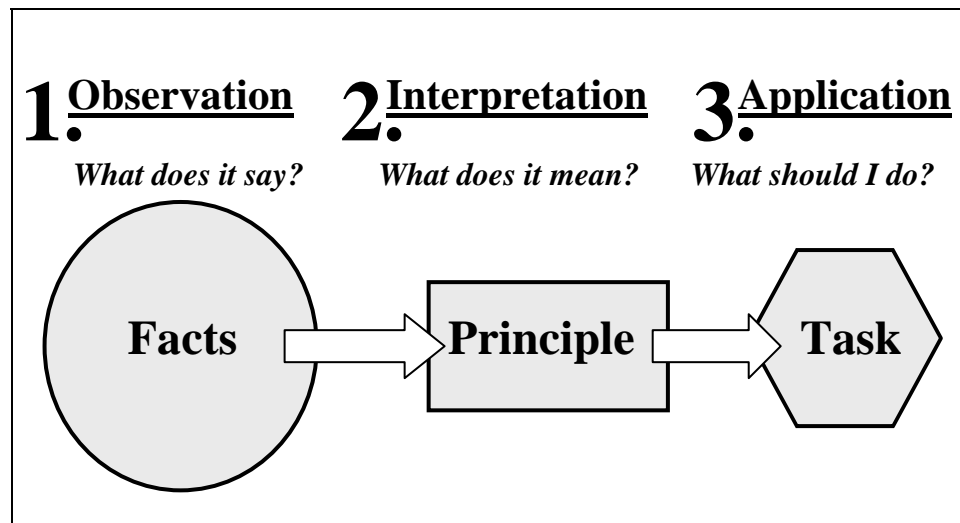 1. Observation
What does it say?
2. Interpretation
What does it mean?
3. Application
What should I do?
Facts
Principle
Task